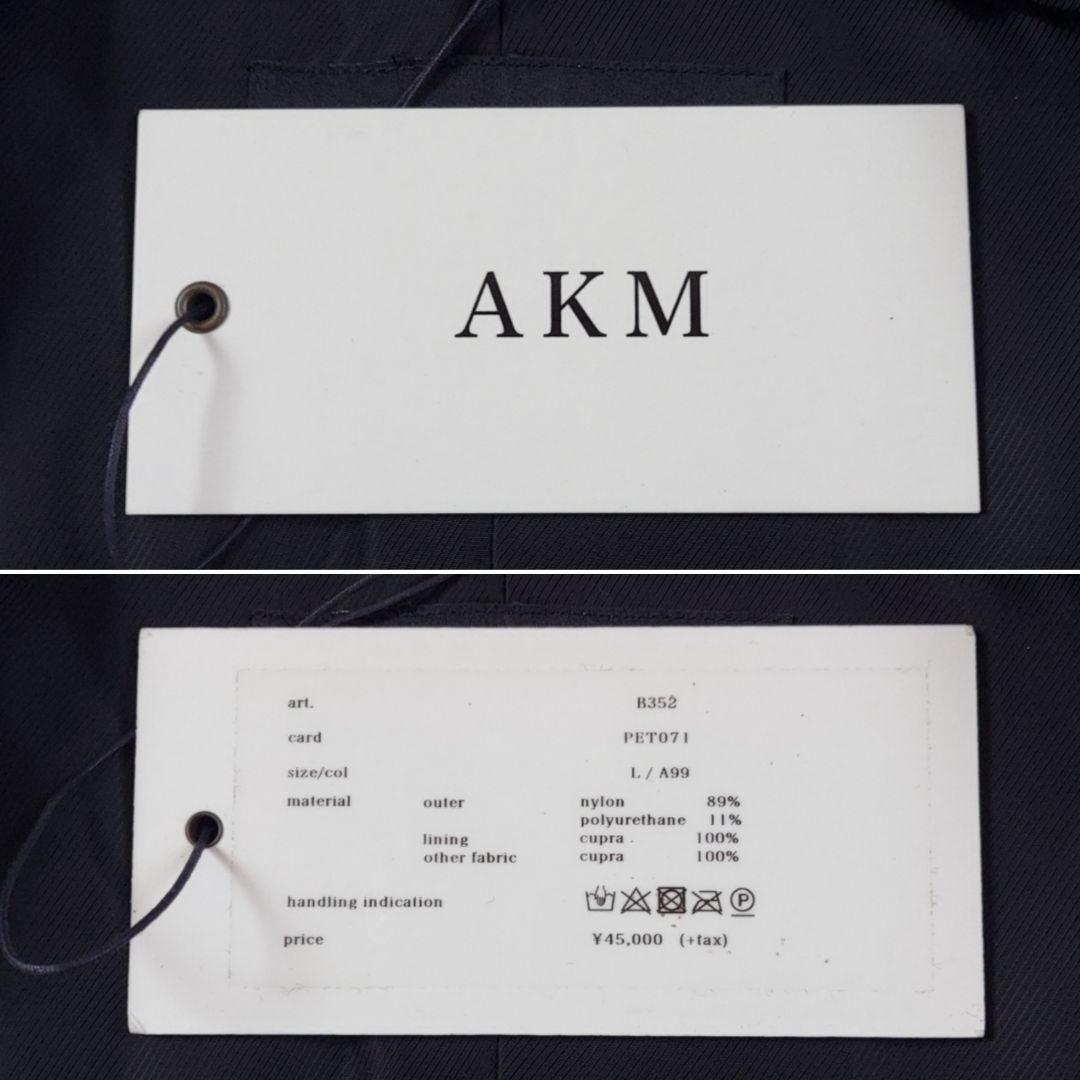 AKM
art. B352
card PET071
size/col L / A99
material outer nylon 89%
polyurethane 11%
lining cupra 100%
other fabric cupra 100%
handling indication P
price ¥45,000 (+tax)